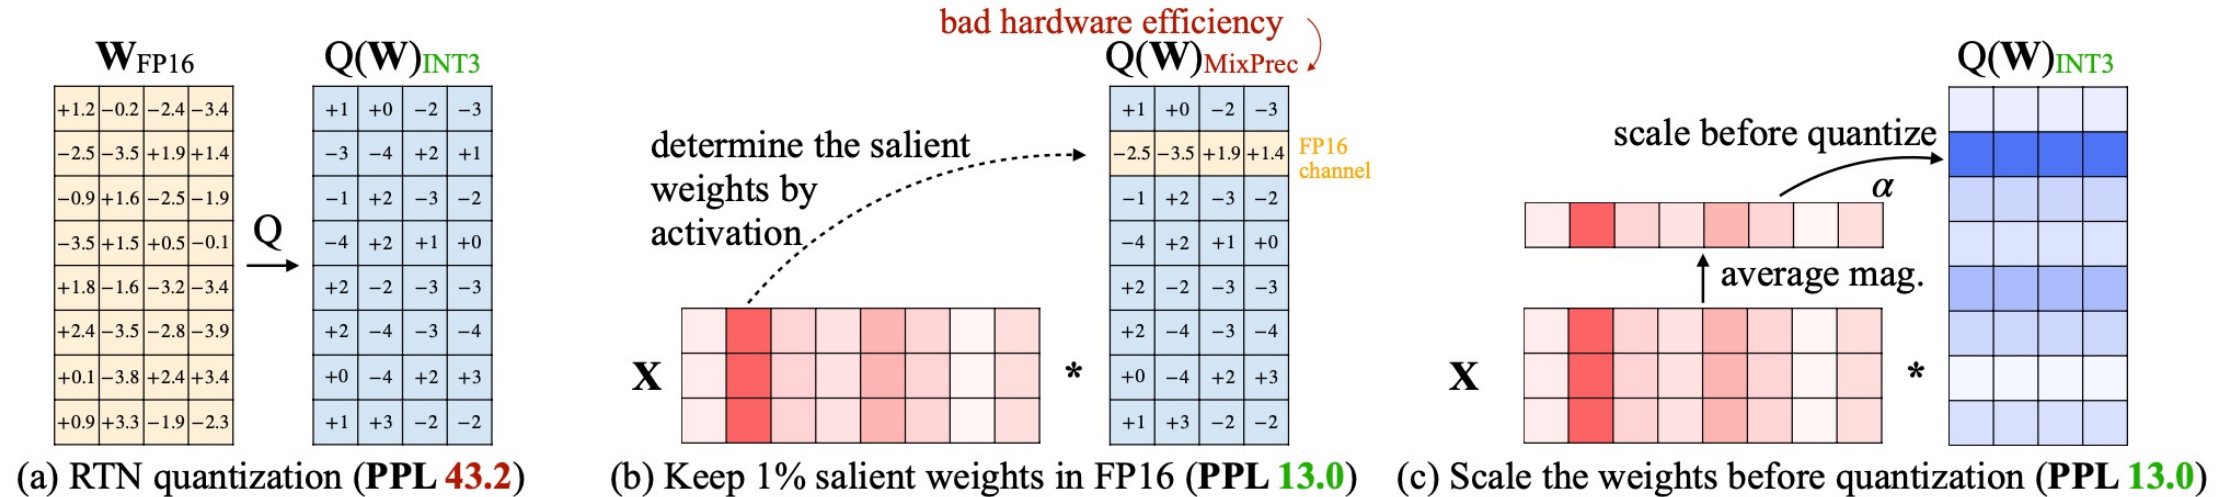 W_FP16
Q(W)_INT3
+1.2 −0.2 −2.4 −3.4
−2.5 −3.5 +1.9 +1.4
−0.9 +1.6 −2.5 −1.9
−3.5 +1.5 +0.5 −0.1
+1.8 −1.6 −3.2 −3.4
+2.4 −3.5 −2.8 −3.9
+0.1 −3.8 +2.4 +3.4
+0.9 +3.3 −1.9 −2.3
Q
+1 +0 −2 −3
−3 −4 +2 +1
−1 +2 −3 −2
−4 +2 +1 +0
+2 −2 −3 −3
+2 −4 −3 −4
+0 −4 +2 +3
+1 +3 −2 −2
(a) RTN quantization (PPL 43.2)
bad hardware efficiency
Q(W)_MixPrec
determine the salient
weights by
activation
+1 +0 −2 −3
−2.5 −3.5 +1.9 +1.4
−1 +2 −3 −2
−4 +2 +1 +0
+2 −2 −3 −3
+2 −4 −3 −4
+0 −4 +2 +3
+1 +3 −2 −2
FP16
channel
X
*
(b) Keep 1% salient weights in FP16 (PPL 13.0)
Q(W)_INT3
scale before quantize
α
average mag.
X
*
(c) Scale the weights before quantization (PPL 13.0)